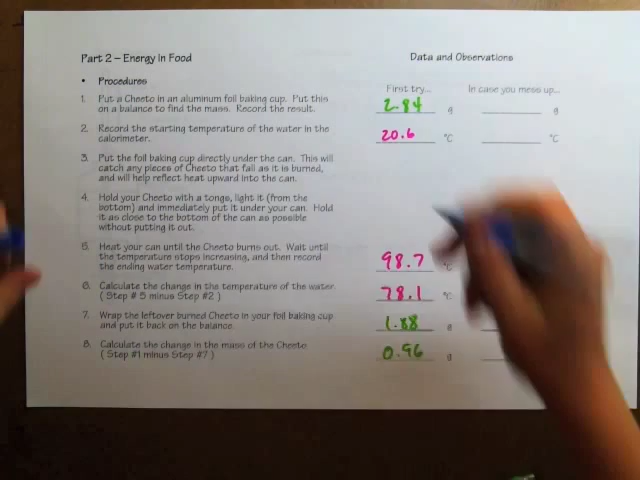 Part 2 – Energy in Food Data and Observations
• Procedures
First try... In case you mess up...
1. Put a Cheeto in an aluminum foil baking cup. Put this
on a balance to find the mass. Record the result. 2.84 g g
2. Record the starting temperature of the water in the
calorimeter. 20.6 °C °C
3. Put the foil baking cup directly under the can. This will
catch any pieces of Cheeto that fall as it is burned,
and will help reflect heat upward into the can.
4. Hold your Cheeto with a tongs, light it (from the
bottom) and immediately put it under your can. Hold
it as close to the bottom of the can as possible
without putting it out.
5. Heat your can until the Cheeto burns out. Wait until
the temperature stops increasing, and then record
the ending water temperature. 98.7 °C
6. Calculate the change in the temperature of the water.
( Step # 5 minus Step #2 ) 78.1 °C
7. Wrap the leftover burned Cheeto in your foil baking cup
and put it back on the balance. 1.88 g
8. Calculate the change in the mass of the Cheeto
( Step #1 minus Step #7 ) 0.96 g